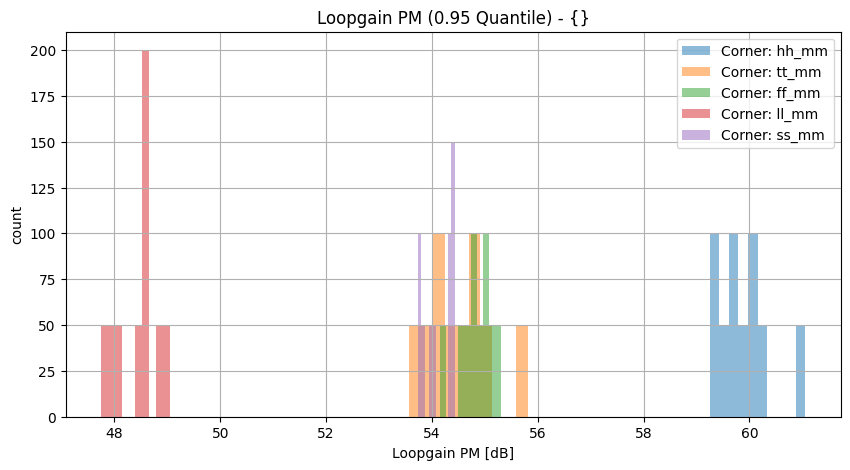 Loopgain PM (0.95 Quantile) - {}
200
175
150
125
100
75
50
25
0
count
Corner: hh_mm
Corner: tt_mm
Corner: ff_mm
Corner: ll_mm
Corner: ss_mm
48 50 52 54 56 58 60
Loopgain PM [dB]